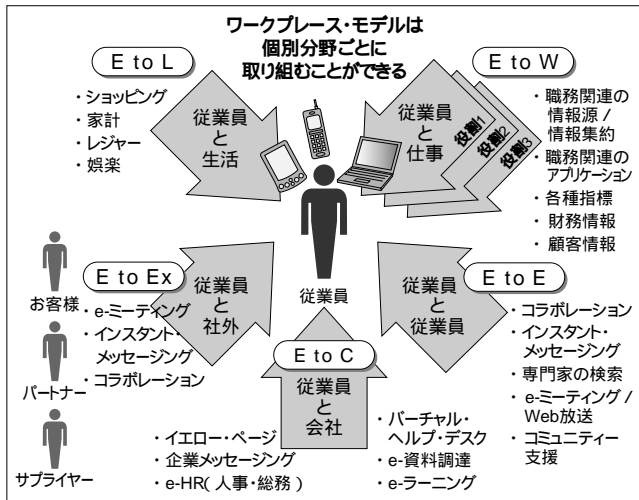 ワークプレース・モデルは
個別分野ごとに
取り組むことができる
E to L
・ショッピング
・家計
・レジャー
・娯楽
従業員
と
生活
E to W
従業員
と
仕事
役割1
役割2
役割3
・職務関連の
情報源 /
情報集約
・職務関連の
アプリケーション
・各種指標
・財務情報
・顧客情報
従業員
お客様
パートナー
サプライヤー
E to Ex
・e-ミーティング
・インスタント・
メッセージング
・コラボレーション
従業員
と
社外
E to E
従業員
と
従業員
・コラボレーション
・インスタント・
メッセージング
・専門家の検索
・e-ミーティング /
Web放送
・コミュニティー
支援
E to C
従業員
と
会社
・イエロー・ページ
・企業メッセージング
・e-HR( 人事・総務 )
・バーチャル・
ヘルプ・デスク
・e-資料調達
・e-ラーニング